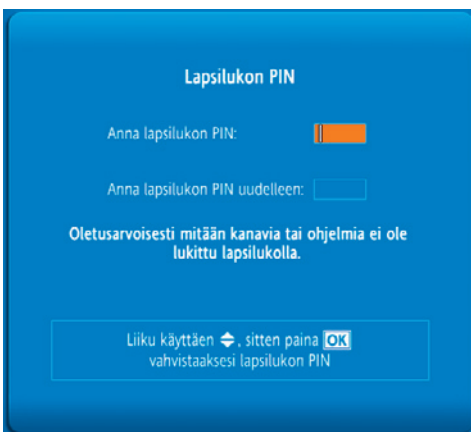 Lapsilukon PIN
Anna lapsilukon PIN:
Anna lapsilukon PIN uudelleen:
Oletusarvoisesti mitään kanavia tai ohjelmia ei ole
lukittu lapsilukolla.
Liiku käyttäen , sitten paina OK
vahvistaaksesi lapsilukon PIN